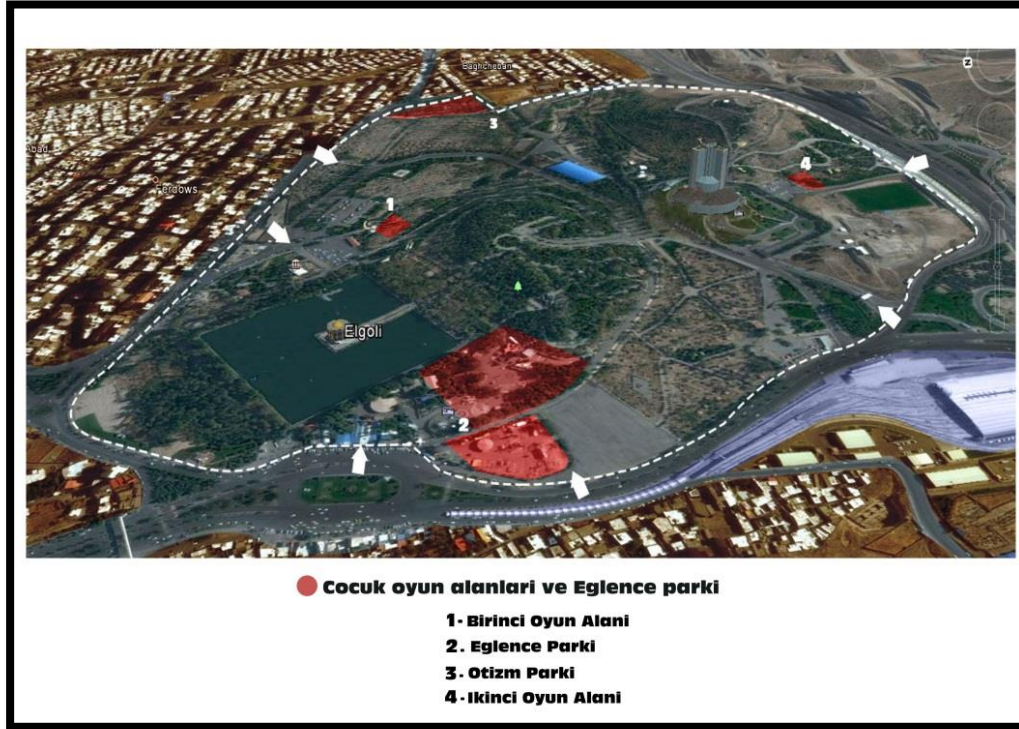 Baghcheban
z
3
abad
Ferdows
4
1
Elgoli
2
Cocuk oyun alanlari ve Eglence parki
1- Birinci Oyun Alani
2. Eglence Parki
3- Otizm Parki
4- Ikinci Oyun Alani